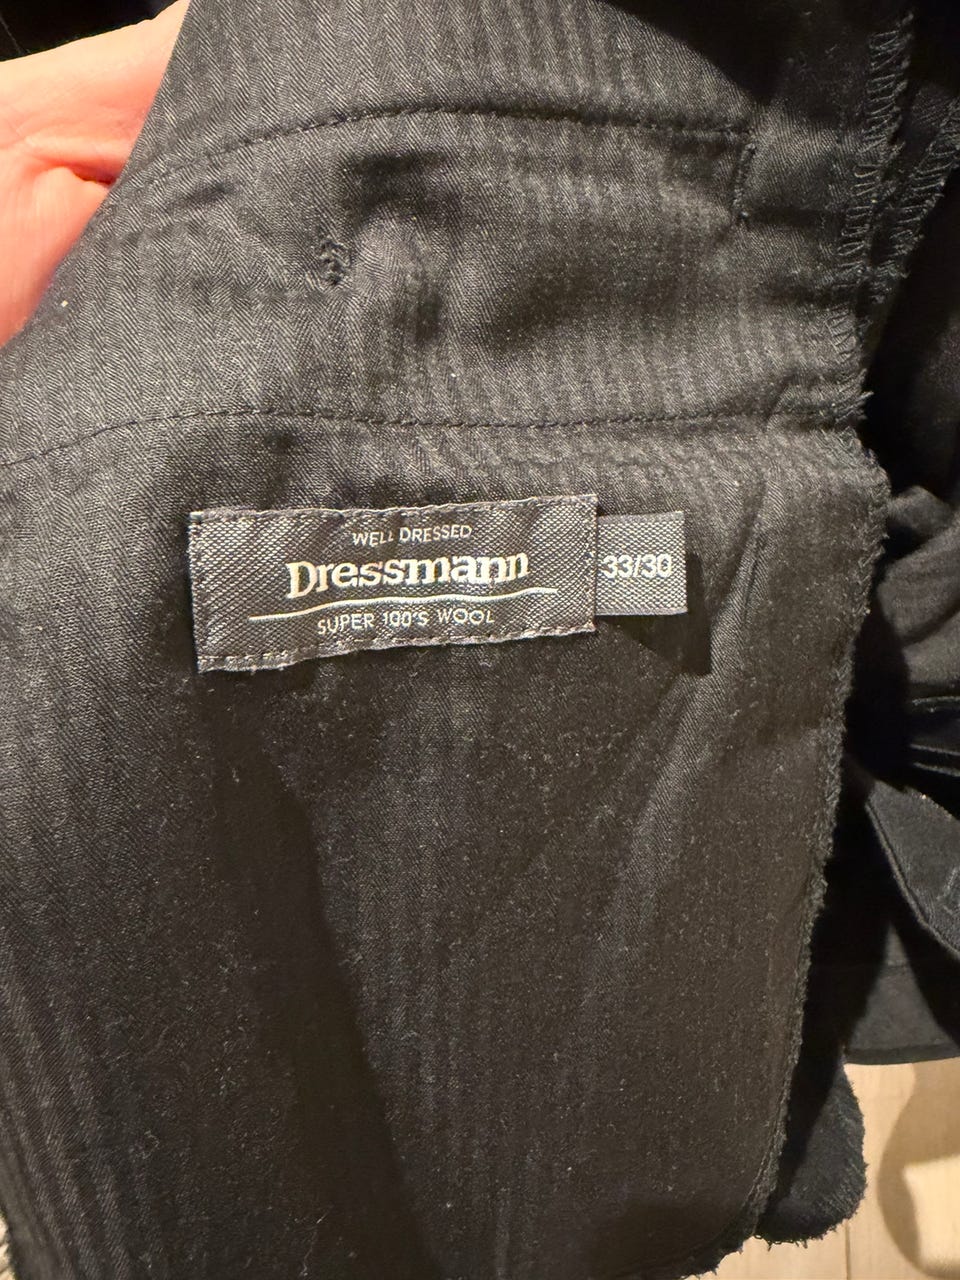 WELL DRESSED
Dressmann
SUPER 100'S WOOL
33/30